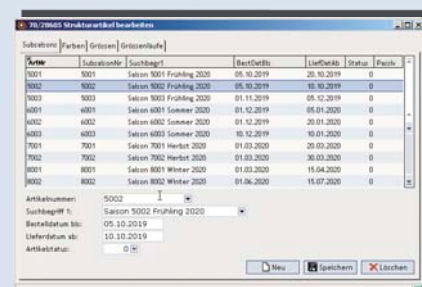 70/20605 Strukturartikel bearbeiten
Subsaisons Farben Grössen Grössenläufe
ArtNr SubsaisonNr Suchbegr1 BestDatBis LiefDatAb Status Passiv
5001 5001 Saison 5001 Frühling 2020 05.10.2019 20.10.2019 0
5002 5002 Saison 5002 Frühling 2020 05.10.2019 10.10.2019 0
5003 5003 Saison 5003 Frühling 2020 01.11.2019 05.12.2019 0
6001 6001 Saison 6001 Sommer 2020 01.12.2019 05.01.2020 0
6002 6002 Saison 6002 Sommer 2020 01.12.2019 20.01.2020 0
6003 6003 Saison 6003 Sommer 2020 10.12.2019 10.01.2020 0
7001 7001 Saison 7001 Herbst 2020 01.03.2020 20.03.2020 0
7002 7002 Saison 7002 Herbst 2020 01.03.2020 30.03.2020 0
8001 8001 Saison 8001 Winter 2020 01.03.2020 15.04.2020 0
8002 8002 Saison 8002 Winter 2020 01.06.2020 15.07.2020 0
Artikelnummer: 5002
Suchbegriff 1: Saison 5002 Frühling 2020
Bestelldatum bis: 05.10.2019
Lieferdatum ab: 10.10.2019
Artikelstatus: 0
Neu Speichern Löschen